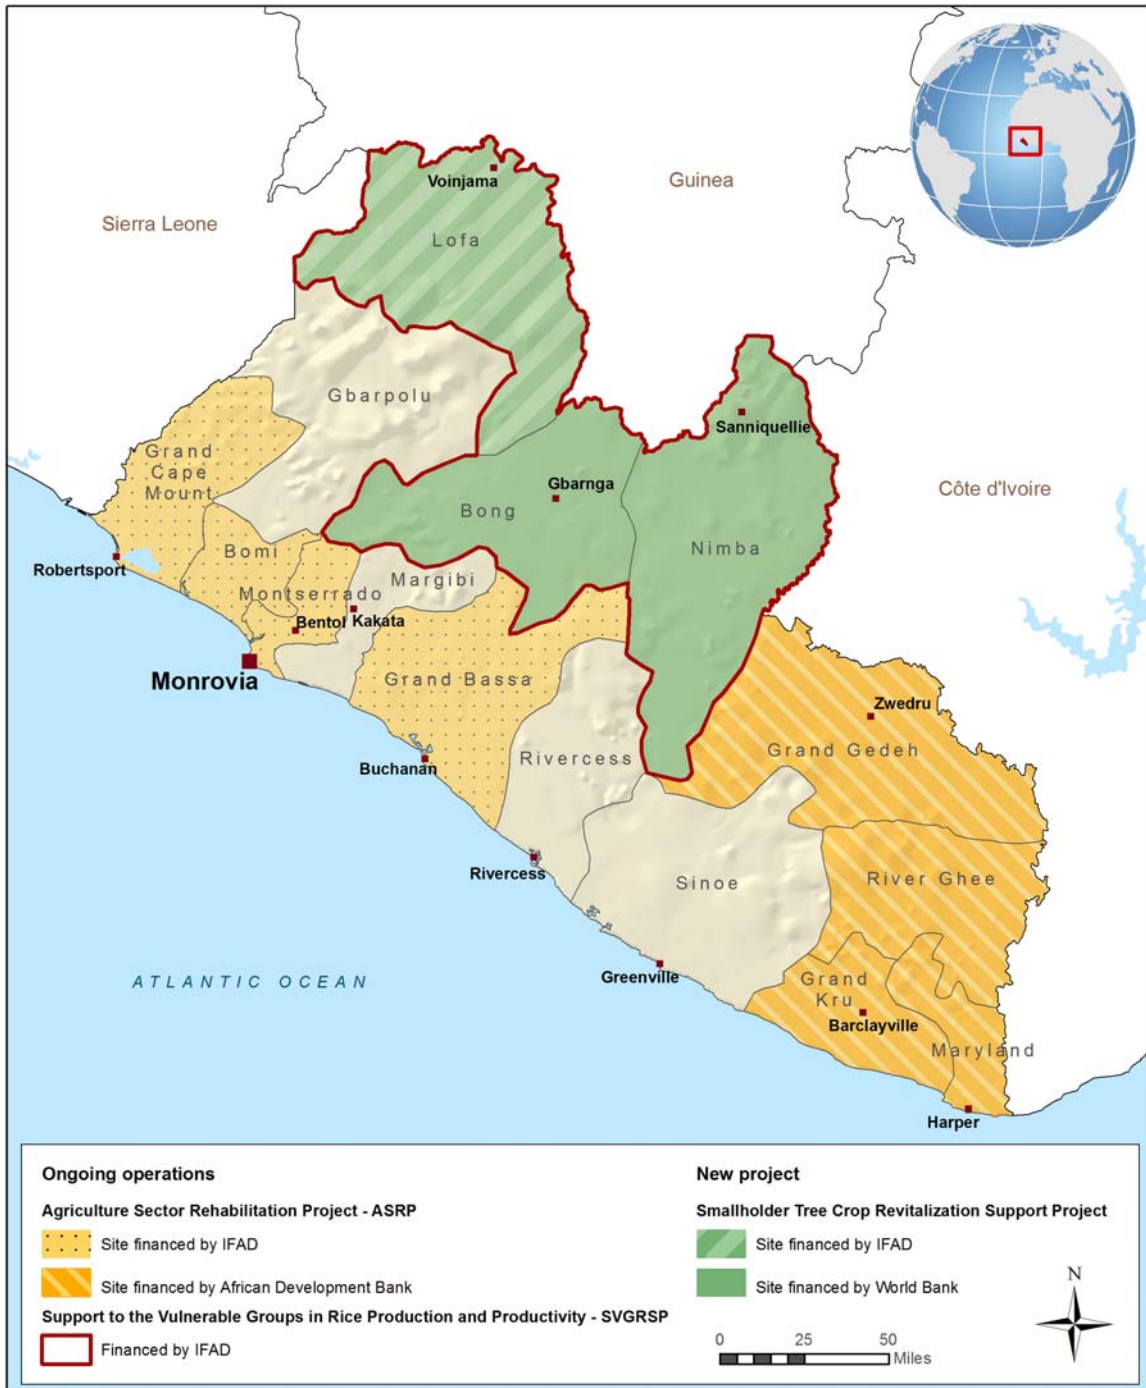 Guinea
Voinjama
Sierra Leone
Lofa
Gbarpolu
Sanniquellie
Grand
Cape
Mount
Gbarnga
Côte d'Ivoire
Bong
Nimba
Bomi
Robertsport
Margibi
Montserrado
Bentol
Kakata
Monrovia
Grand Bassa
Zwedru
Grand Gedeh
Rivercess
Buchanan
Rivercess
Sinoe
River Ghee
ATLANTIC OCEAN
Greenville
Grand
Kru
Barclayville
Maryland
Harper
Ongoing operations
Agriculture Sector Rehabilitation Project - ASRP
Site financed by IFAD
Site financed by African Development Bank
Support to the Vulnerable Groups in Rice Production and Productivity - SVGRSP
Financed by IFAD
New project
Smallholder Tree Crop Revitalization Support Project
Site financed by IFAD
Site financed by World Bank
N
0 25 50
Miles